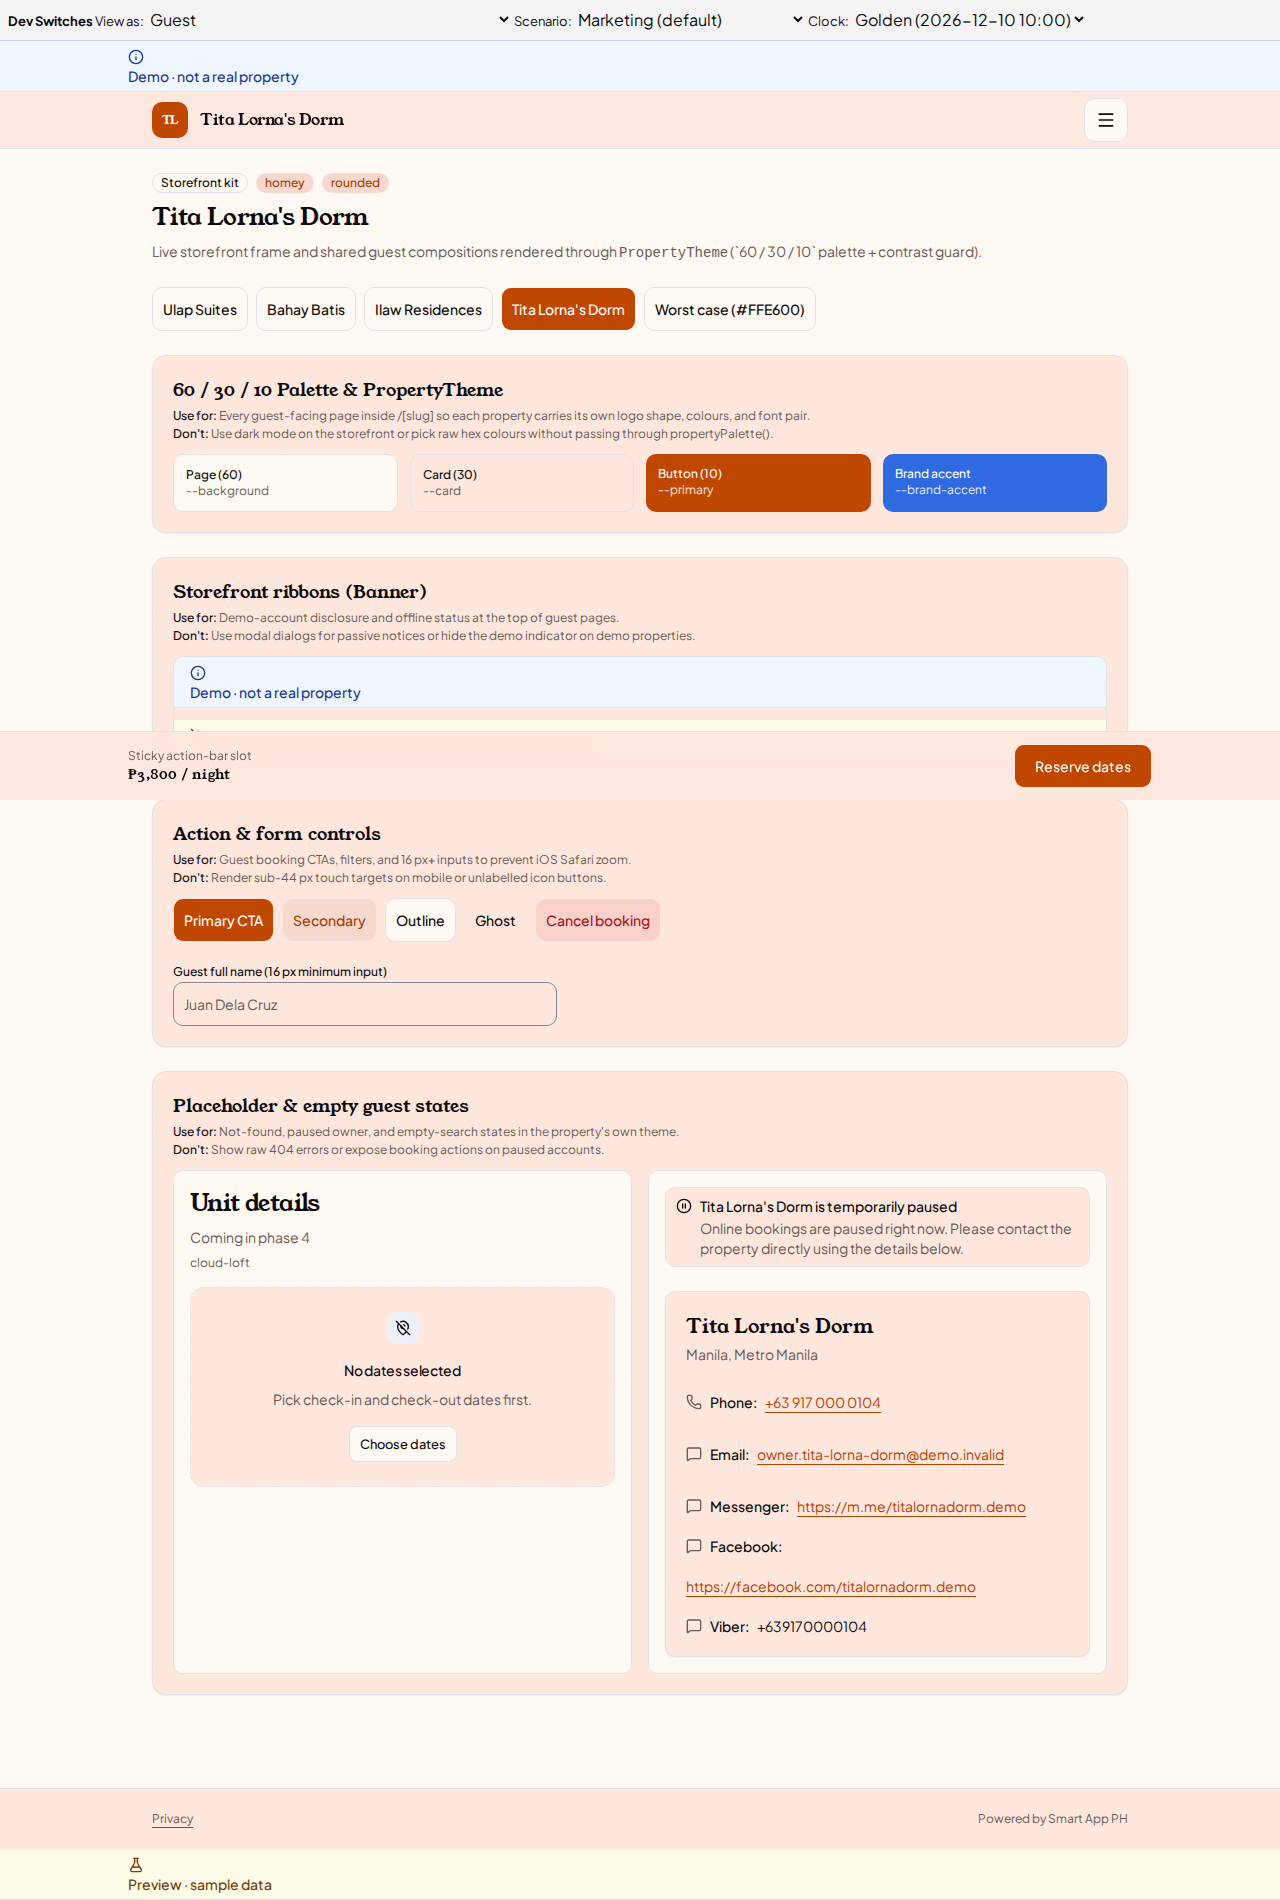 Dev Switches View as: Guest Scenario: Marketing (default) Clock: Golden (2026-12-10 10:00)
Demo · not a real property
TL Tita Lorna's Dorm
Storefront kit homey rounded
Tita Lorna's Dorm
Live storefront frame and shared guest compositions rendered through PropertyTheme (`60 / 30 / 10` palette + contrast guard).
Ulap Suites Bahay Batis Ilaw Residences Tita Lorna's Dorm Worst case (#FFE600)
60 / 30 / 10 Palette & PropertyTheme
Use for: Every guest-facing page inside /[slug] so each property carries its own logo shape, colours, and font pair.
Don't: Use dark mode on the storefront or pick raw hex colours without passing through propertyPalette().
Page (60) Card (30) Button (10) Brand accent
--background --card --primary --brand-accent
Storefront ribbons (Banner)
Use for: Demo-account disclosure and offline status at the top of guest pages.
Don't: Use modal dialogs for passive notices or hide the demo indicator on demo properties.
Demo · not a real property
Sticky action-bar slot
₱3,800 / night
Reserve dates
Action & form controls
Use for: Guest booking CTAs, filters, and 16 px+ inputs to prevent iOS Safari zoom.
Don't: Render sub-44 px touch targets on mobile or unlabelled icon buttons.
Primary CTA Secondary Outline Ghost Cancel booking
Guest full name (16 px minimum input)
Juan Dela Cruz
Placeholder & empty guest states
Use for: Not-found, paused owner, and empty-search states in the property's own theme.
Don't: Show raw 404 errors or expose booking actions on paused accounts.
Unit details
Coming in phase 4
cloud-loft
No dates selected
Pick check-in and check-out dates first.
Choose dates
Tita Lorna's Dorm is temporarily paused
Online bookings are paused right now. Please contact the
property directly using the details below.
Tita Lorna's Dorm
Manila, Metro Manila
Phone: +63 917 000 0104
Email: owner.tita-lorna-dorm@demo.invalid
Messenger: https://m.me/titalornadorm.demo
Facebook:
https://facebook.com/titalornadorm.demo
Viber: +639170000104
Privacy Powered by Smart App PH
Preview · sample data